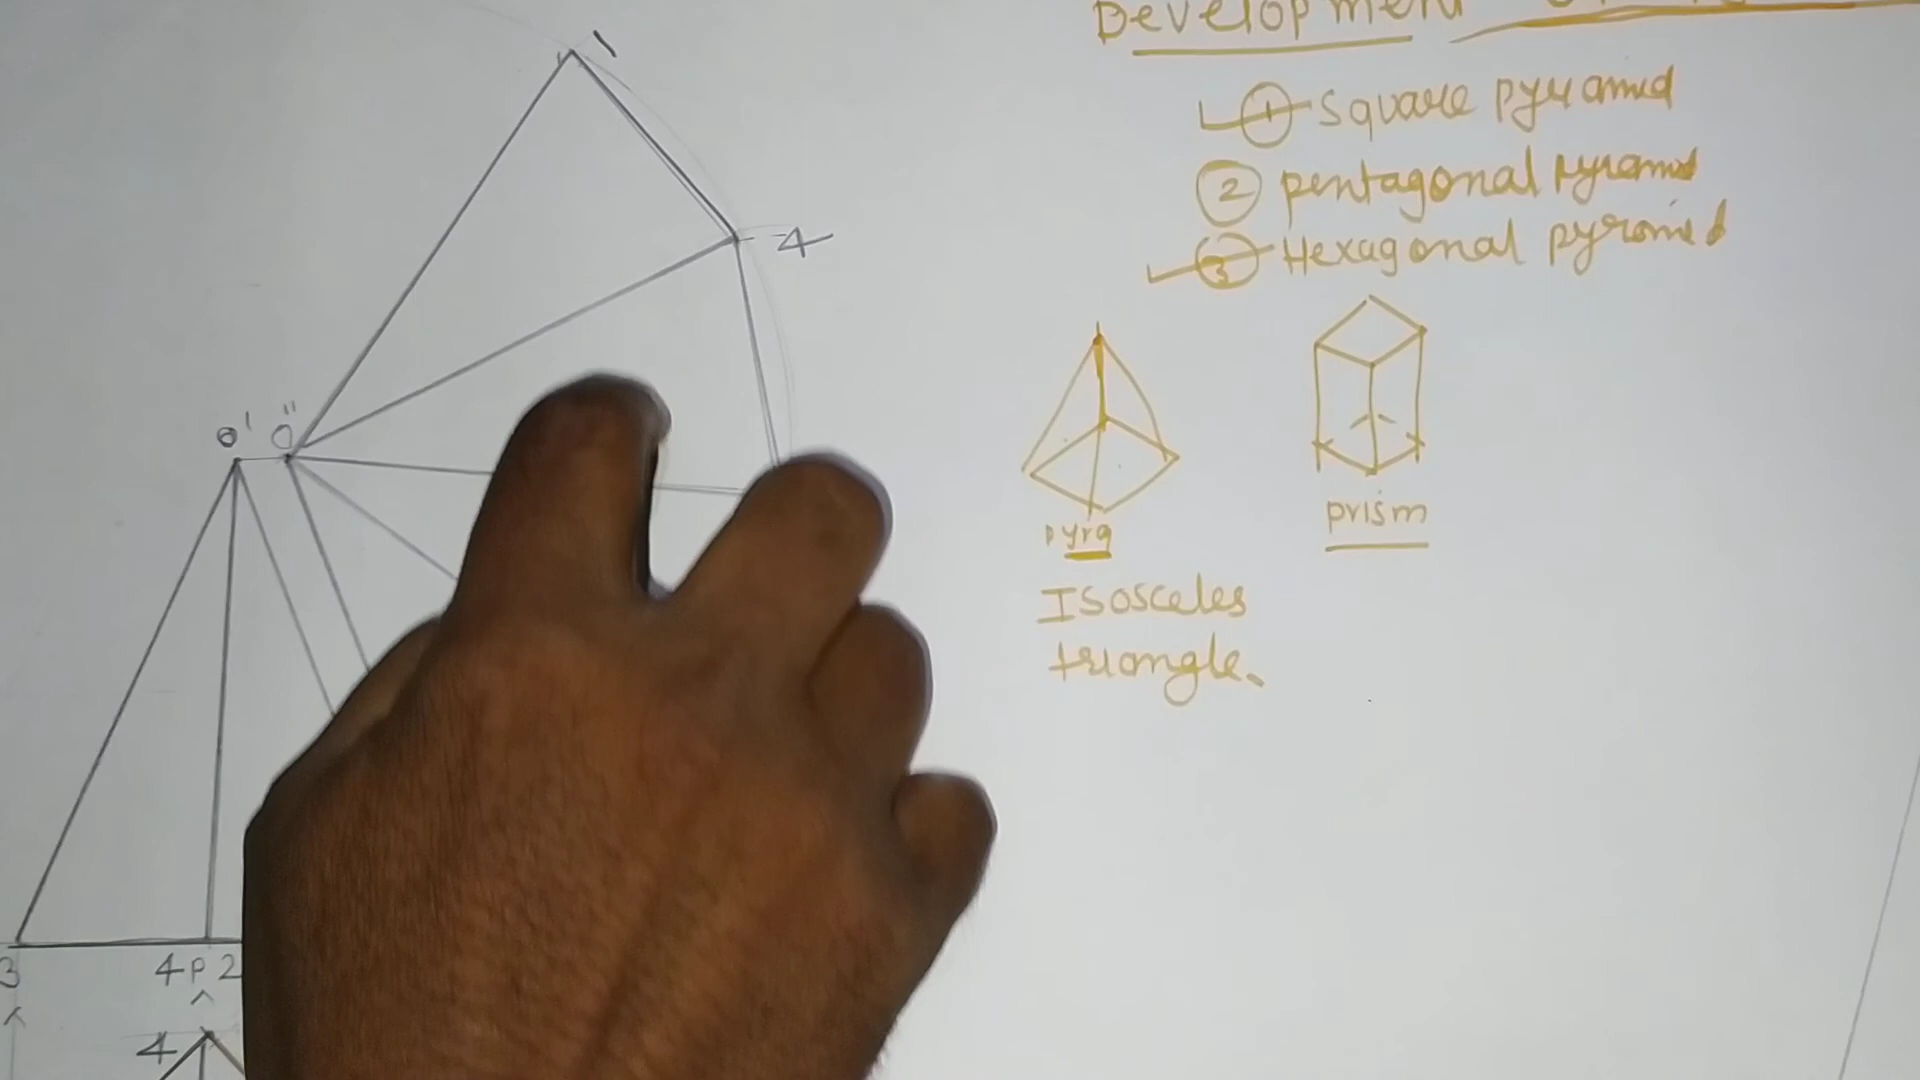 Development
① Square pyramid
② pentagonal pyramid
③ Hexagonal pyramid
pyra
prism
Isosceles
triangle.
1
4
o' o"
3 4 P 2
4